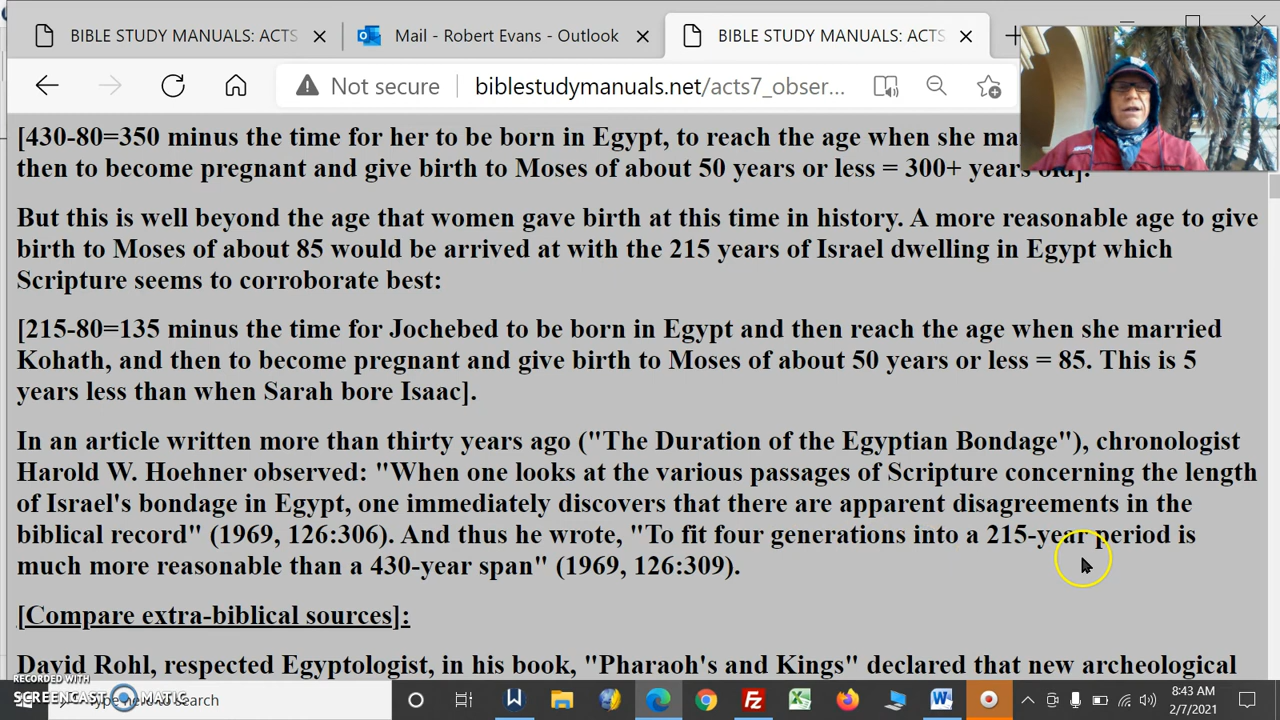 BIBLE STUDY MANUALS: ACTS
Mail - Robert Evans - Outlook
BIBLE STUDY MANUALS: ACTS
Not secure
biblestudymanuals.net/acts7_obser...
[430-80=350 minus the time for her to be born in Egypt, to reach the age when she
then to become pregnant and give birth to Moses of about 50 years or less = 300+ years old].
But this is well beyond the age that women gave birth at this time in history. A more reasonable age to give
birth to Moses of about 85 would be arrived at with the 215 years of Israel dwelling in Egypt which
Scripture seems to corroborate best:
[215-80=135 minus the time for Jochebed to be born in Egypt and then reach the age when she married
Kohath, and then to become pregnant and give birth to Moses of about 50 years or less = 85. This is 5
years less than when Sarah bore Isaac].
In an article written more than thirty years ago ("The Duration of the Egyptian Bondage"), chronologist
Harold W. Hoehner observed: "When one looks at the various passages of Scripture concerning the length
of Israel's bondage in Egypt, one immediately discovers that there are apparent disagreements in the
biblical record" (1969, 126:306). And thus he wrote, "To fit four generations into a 215-year period is
much more reasonable than a 430-year span" (1969, 126:309).
[Compare extra-biblical sources]:
David Rohl, respected Egyptologist, in his book, "Pharaoh's and Kings" declared that new archeological
RECORDED WITH
SCREENCAST MATIC
Type here to search
8:43 AM
2/7/2021